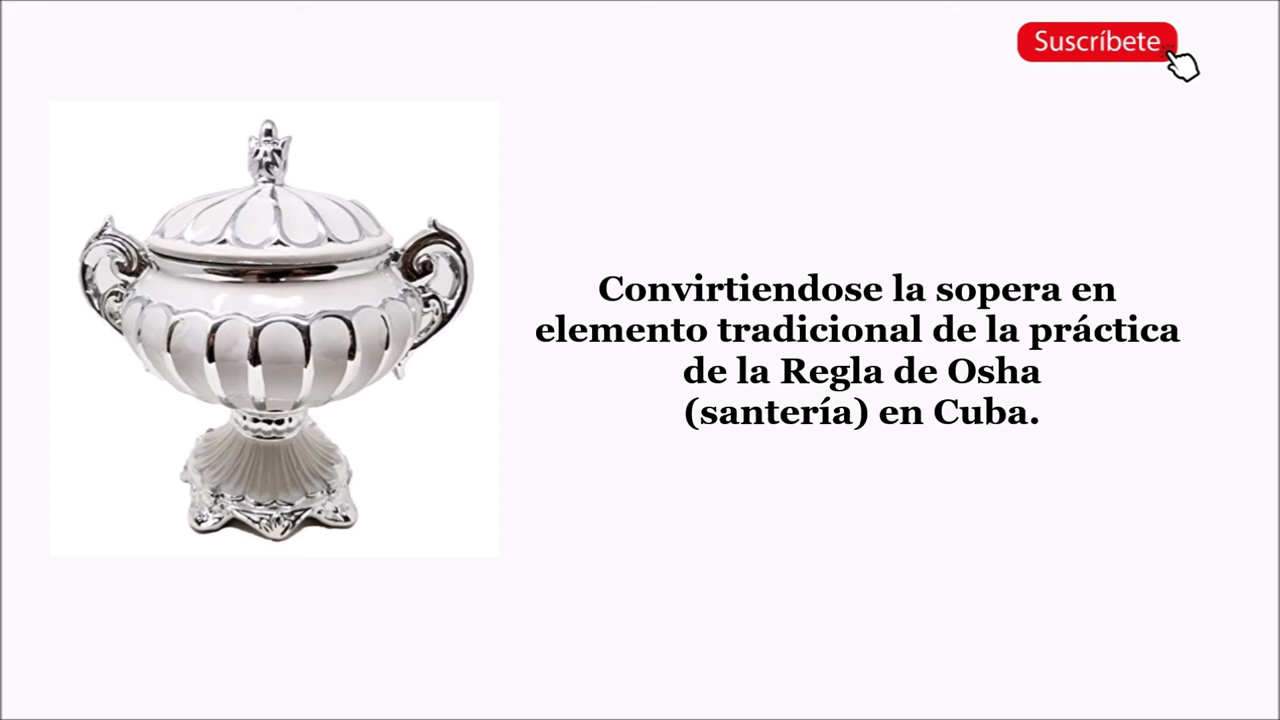 Suscríbete
Convirtiendose la sopera en
elemento tradicional de la práctica
de la Regla de Osha
(santería) en Cuba.